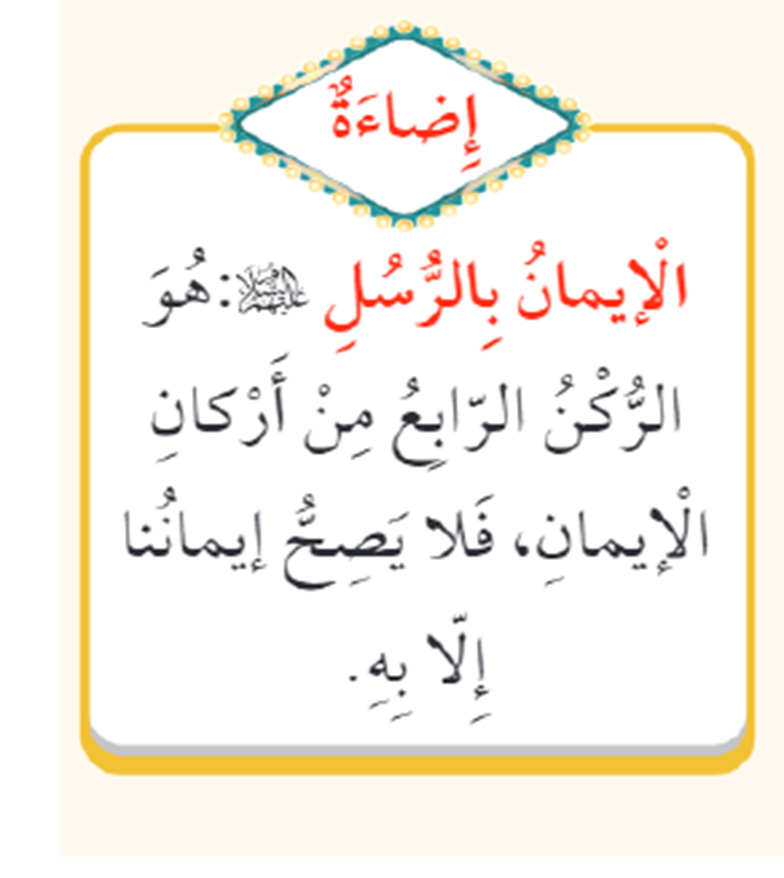 إِضاءَةٌ
الْإيمانُ بِالرُّسُلِ عليهم السلام: هُوَ
الرُّكْنُ الرّابِعُ مِنْ أَرْكانِ
الْإيمانِ، فَلا يَصِحُّ إيمانُنا
إِلّا بِهِ.